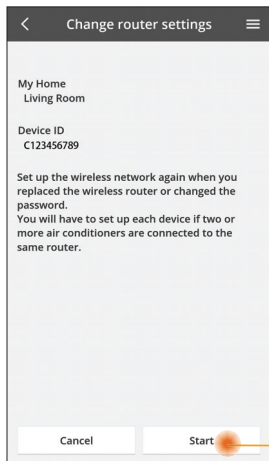 Change router settings
My Home
Living Room
Device ID
C123456789
Set up the wireless network again when you
replaced the wireless router or changed the
password.
You will have to set up each device if two or
more air conditioners are connected to the
same router.
Cancel
Start